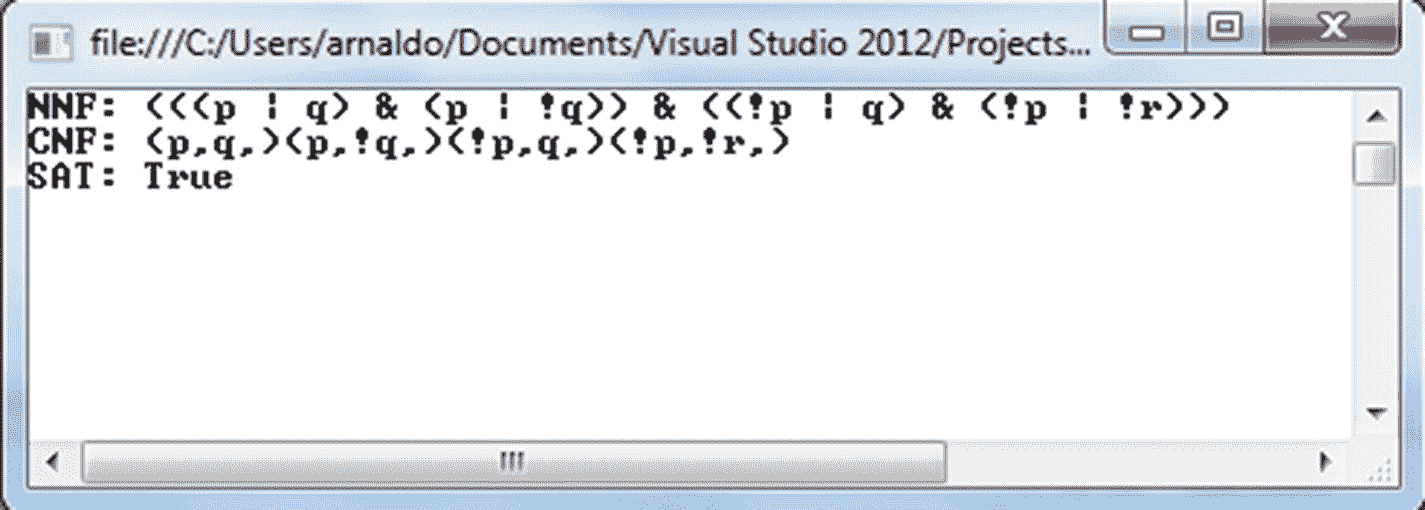 file:///C:/Users/arnaldo/Documents/Visual Studio 2012/Projects...
NNF: (((p | q) & (p | !q)) & ((!p | q) & (!p | !r)))
CNF: (p,q,)(p,!q,)(!p,q,)(!p,!r,)
SAT: True